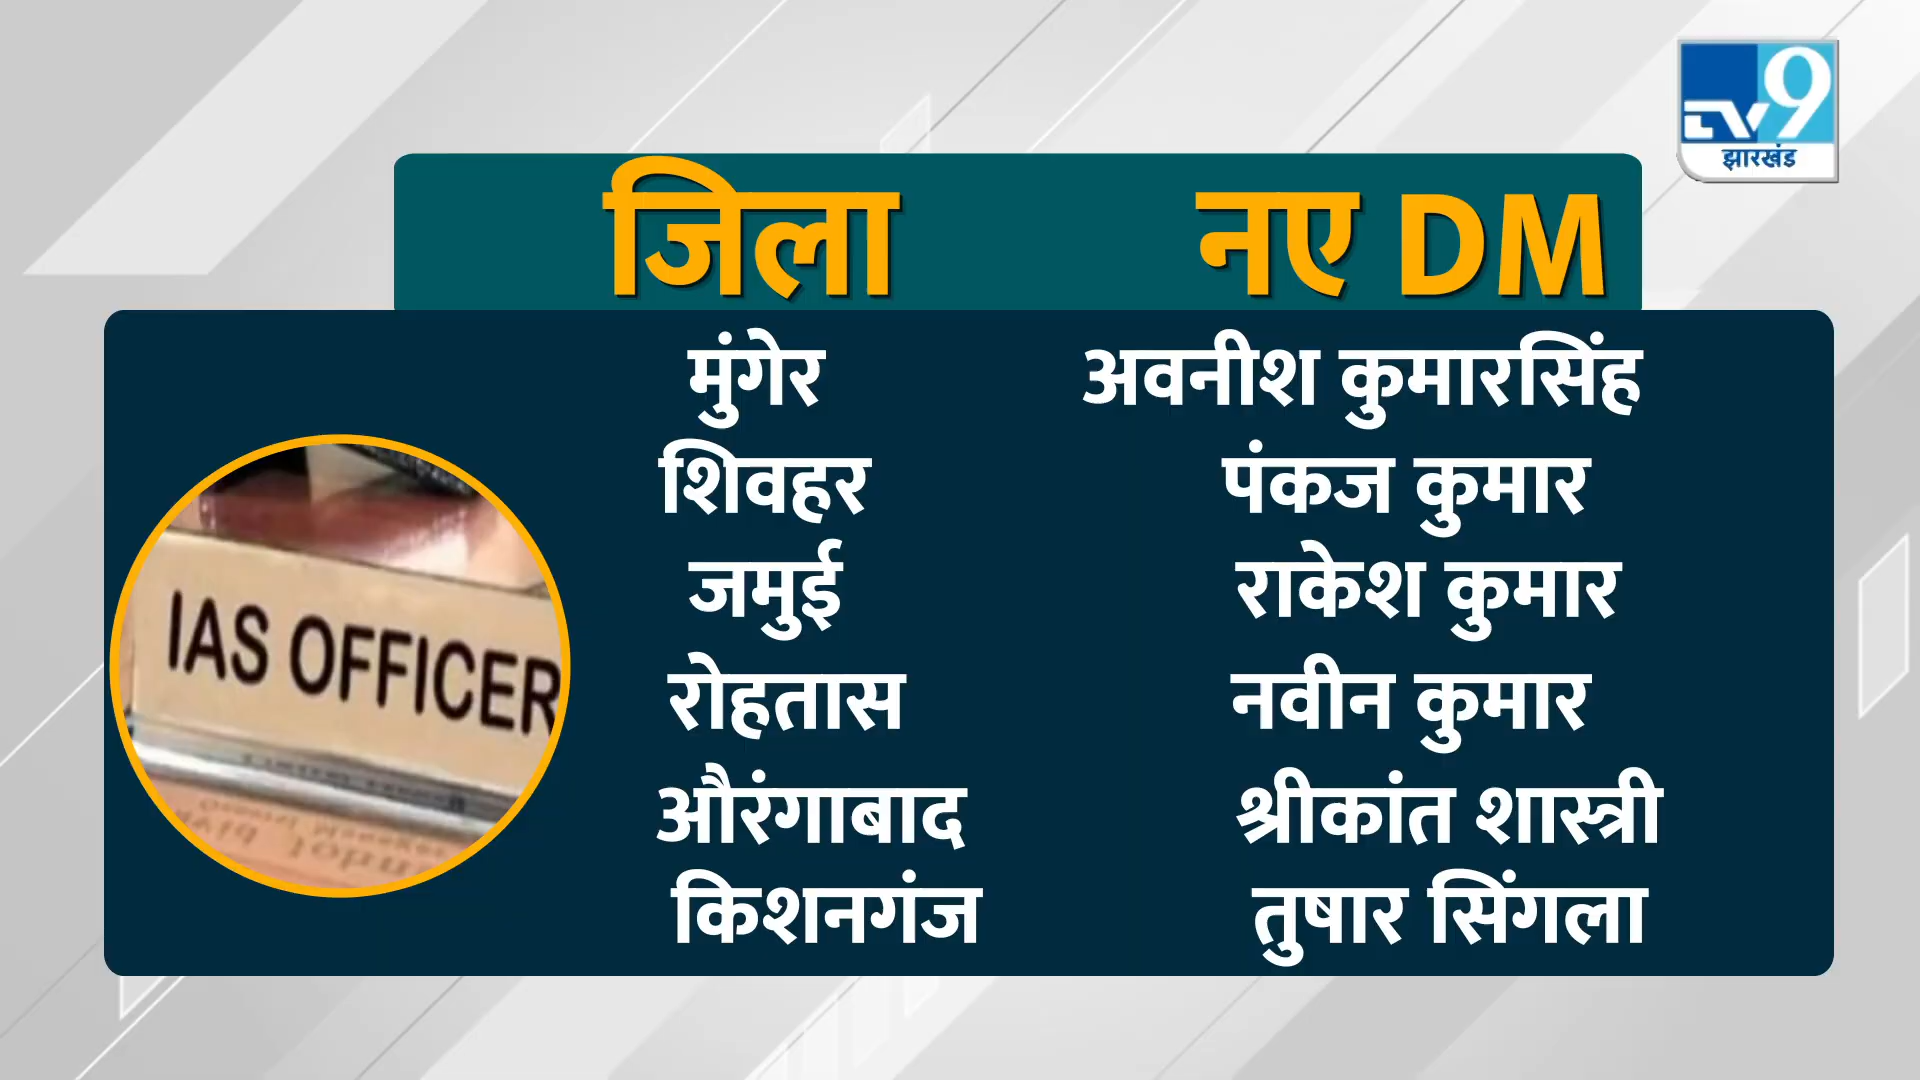 TV9
झारखंड
जिला नए DM
मुंगेर अवनीश कुमारसिंह
शिवहर पंकज कुमार
जमुई राकेश कुमार
रोहतास नवीन कुमार
औरंगाबाद श्रीकांत शास्त्री
किशनगंज तुषार सिंगला
IAS OFFICER